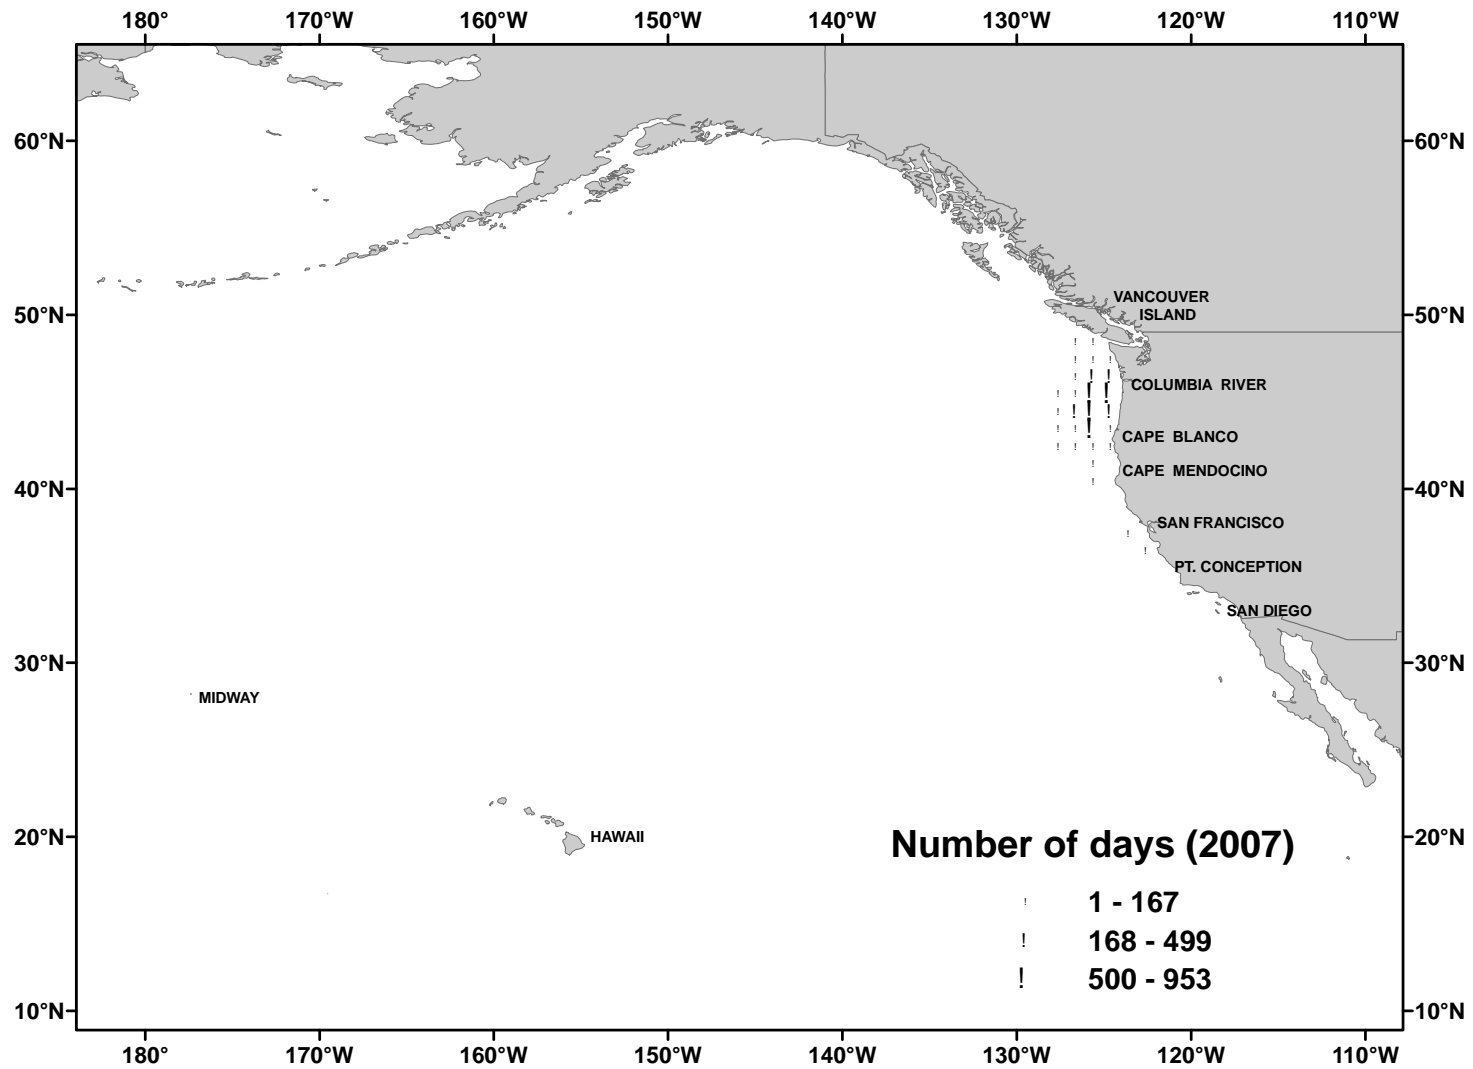 180° 170°W 160°W 150°W 140°W 130°W 120°W 110°W
60°N 60°N
VANCOUVER
50°N ISLAND 50°N
COLUMBIA RIVER
CAPE BLANCO
CAPE MENDOCINO
40°N 40°N
SAN FRANCISCO
PT. CONCEPTION
SAN DIEGO
30°N 30°N
MIDWAY
20°N HAWAII 20°N
Number of days (2007)
! 1 - 167
! 168 - 499
! 500 - 953
10°N 10°N
180° 170°W 160°W 150°W 140°W 130°W 120°W 110°W